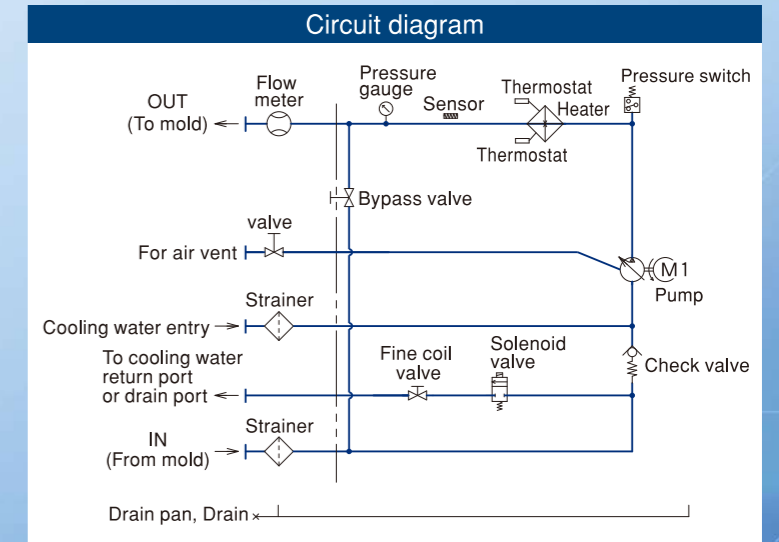 Circuit diagram
OUT
(To mold)
Flow
meter
Pressure
gauge
Sensor
Thermostat
Heater
Thermostat
Pressure switch
Bypass valve
valve
For air vent
M1
Pump
Strainer
Cooling water entry
To cooling water
return port
or drain port
Fine coil
valve
Solenoid
valve
Check valve
IN
(From mold)
Strainer
Drain pan, Drain